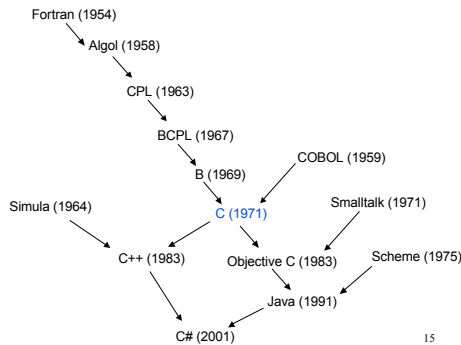 Fortran (1954)
Algol (1958)
CPL (1963)
BCPL (1967)
B (1969)
COBOL (1959)
Simula (1964)
C (1971)
Smalltalk (1971)
C++ (1983)
Objective C (1983)
Scheme (1975)
Java (1991)
C# (2001)
15